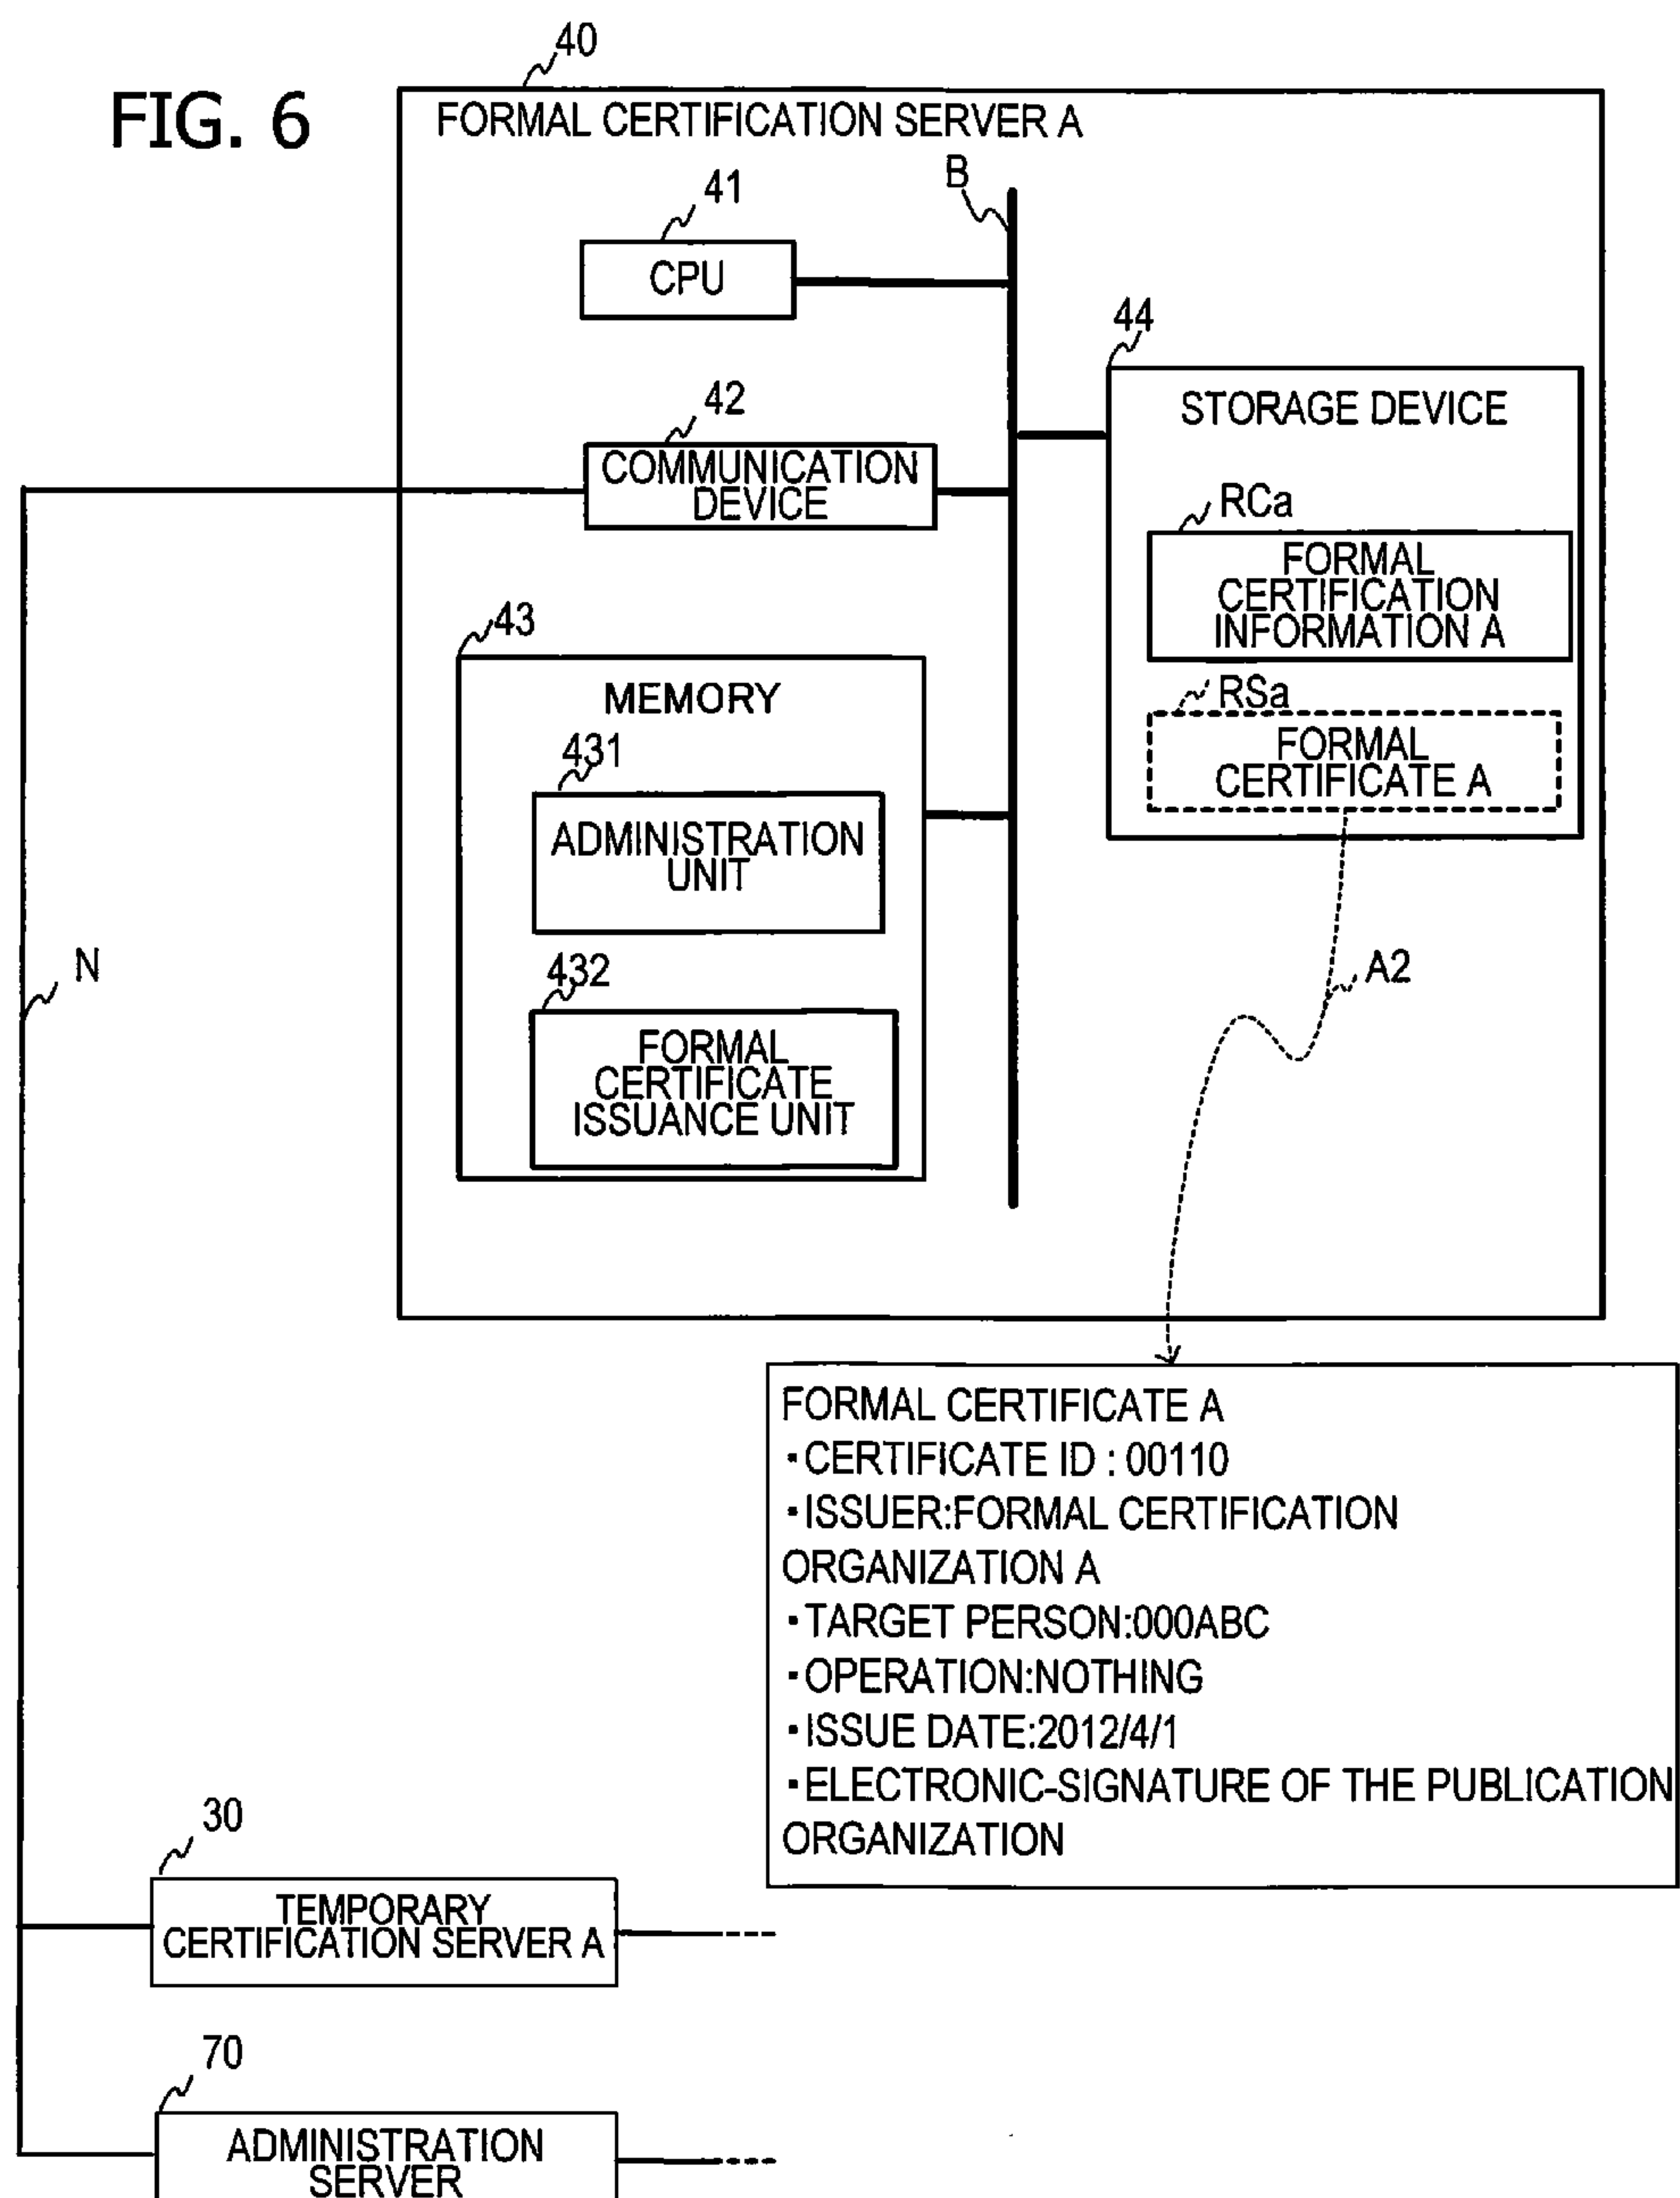 FIG. 6
40
FORMAL CERTIFICATION SERVER A
B
41
CPU
44
STORAGE DEVICE
42
COMMUNICATION
DEVICE
RCa
FORMAL
CERTIFICATION
INFORMATION A
RSa
FORMAL
CERTIFICATE A
43
MEMORY
431
ADMINISTRATION
UNIT
432
FORMAL
CERTIFICATE
ISSUANCE UNIT
N
A2
FORMAL CERTIFICATE A
・CERTIFICATE ID : 00110
・ISSUER:FORMAL CERTIFICATION
ORGANIZATION A
・TARGET PERSON:000ABC
・OPERATION:NOTHING
・ISSUE DATE:2012/4/1
・ELECTRONIC-SIGNATURE OF THE PUBLICATION
ORGANIZATION
30
TEMPORARY
CERTIFICATION SERVER A
70
ADMINISTRATION
SERVER